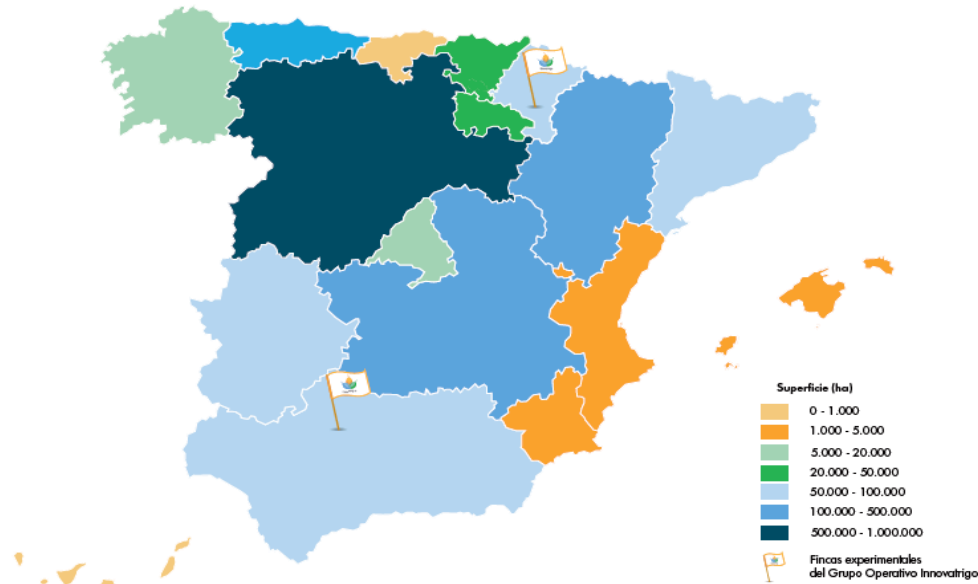 Superficie (ha)
0 - 1.000
1.000 - 5.000
5.000 - 20.000
20.000 - 50.000
50.000 - 100.000
100.000 - 500.000
500.000 - 1.000.000
Fincas experimentales
del Grupo Operativo Innovatrigo